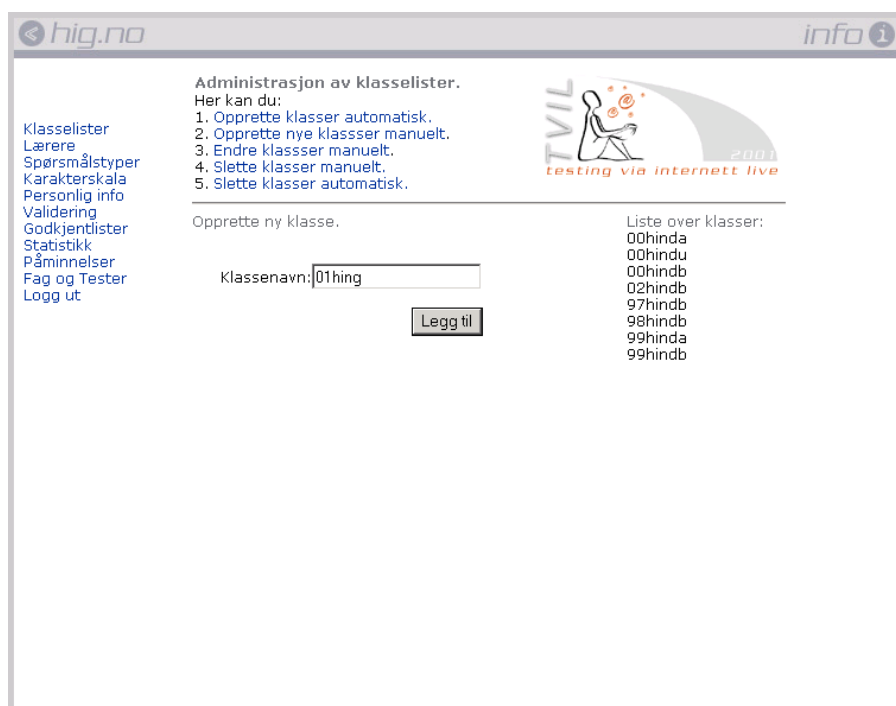 hig.no
info i
Administrasjon av klasselister.
Her kan du:
1. Opprette klasser automatisk.
2. Opprette nye klassser manuelt.
3. Endre klassser manuelt.
4. Slette klasser manuelt.
5. Slette klasser automatisk.
TVIL
2001
testing via internett live
Klasselister
Lærere
Spørsmålstyper
Karakterskala
Personlig info
Validering
Godkjentlister
Statistikk
Påminnelser
Fag og Tester
Logg ut
Opprette ny klasse.
Klassenavn: 01hing
Legg til
Liste over klasser:
00hinda
00hindu
00hindb
02hindb
97hindb
98hindb
99hinda
99hindb